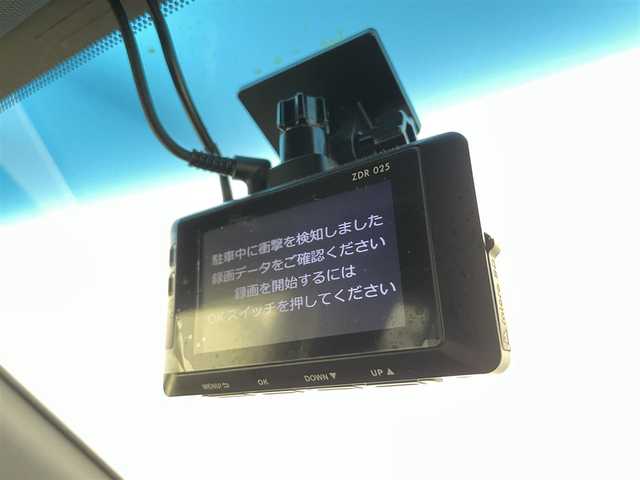 ZDR 025
駐車中に衝撃を検知しました
録画データをご確認ください
録画を開始するには
OKスイッチを押してください
MENU⮌ OK DOWN▼ UP▲